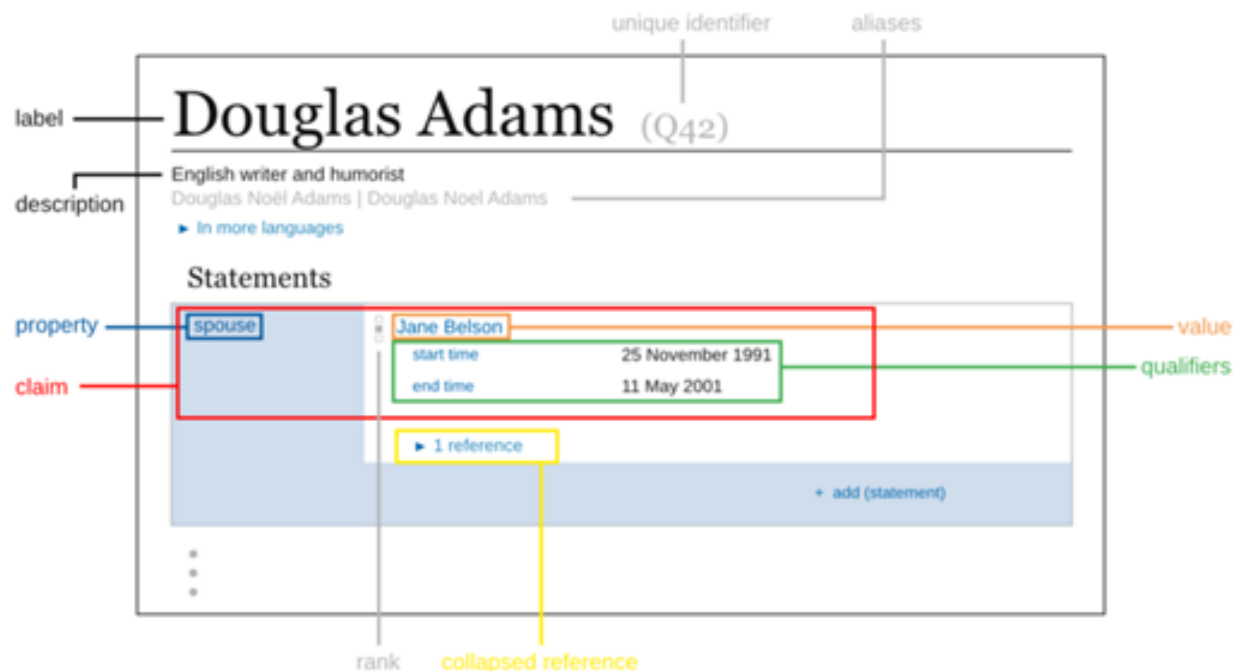 unique identifier
aliases
label
Douglas Adams (Q42)
English writer and humorist
description
Douglas Noël Adams | Douglas Noel Adams
► In more languages
Statements
property
spouse
Jane Belson
value
start time 25 November 1991
qualifiers
claim
end time 11 May 2001
► 1 reference
+ add (statement)
rank
collapsed reference